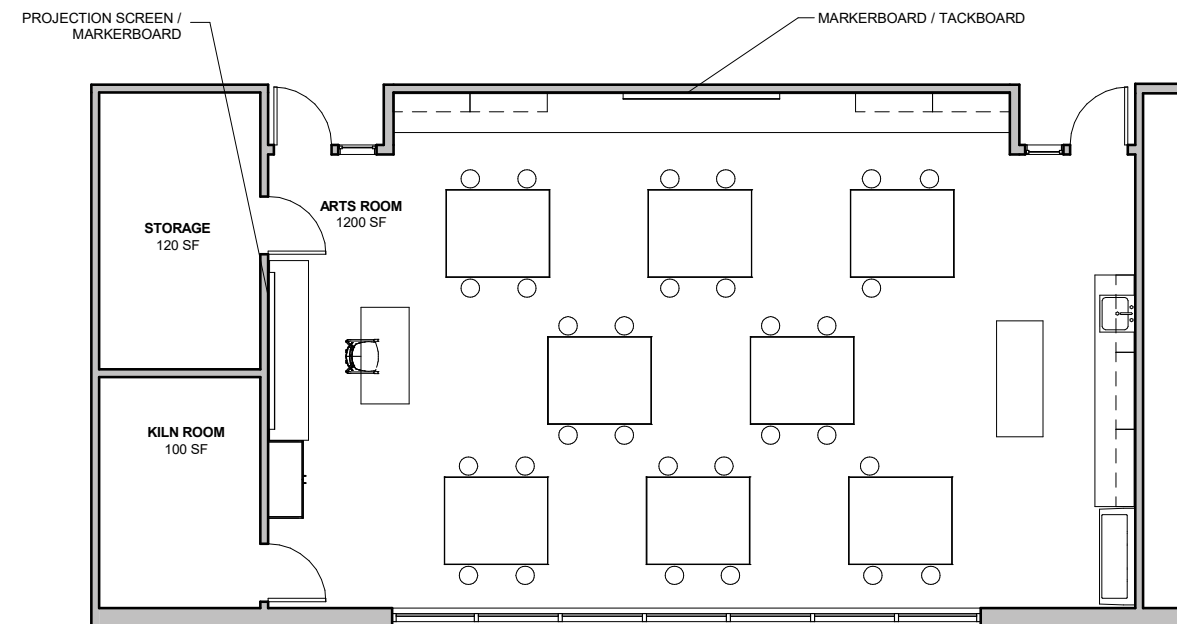 PROJECTION SCREEN /
MARKERBOARD
MARKERBOARD / TACKBOARD
ARTS ROOM
1200 SF
STORAGE
120 SF
KILN ROOM
100 SF